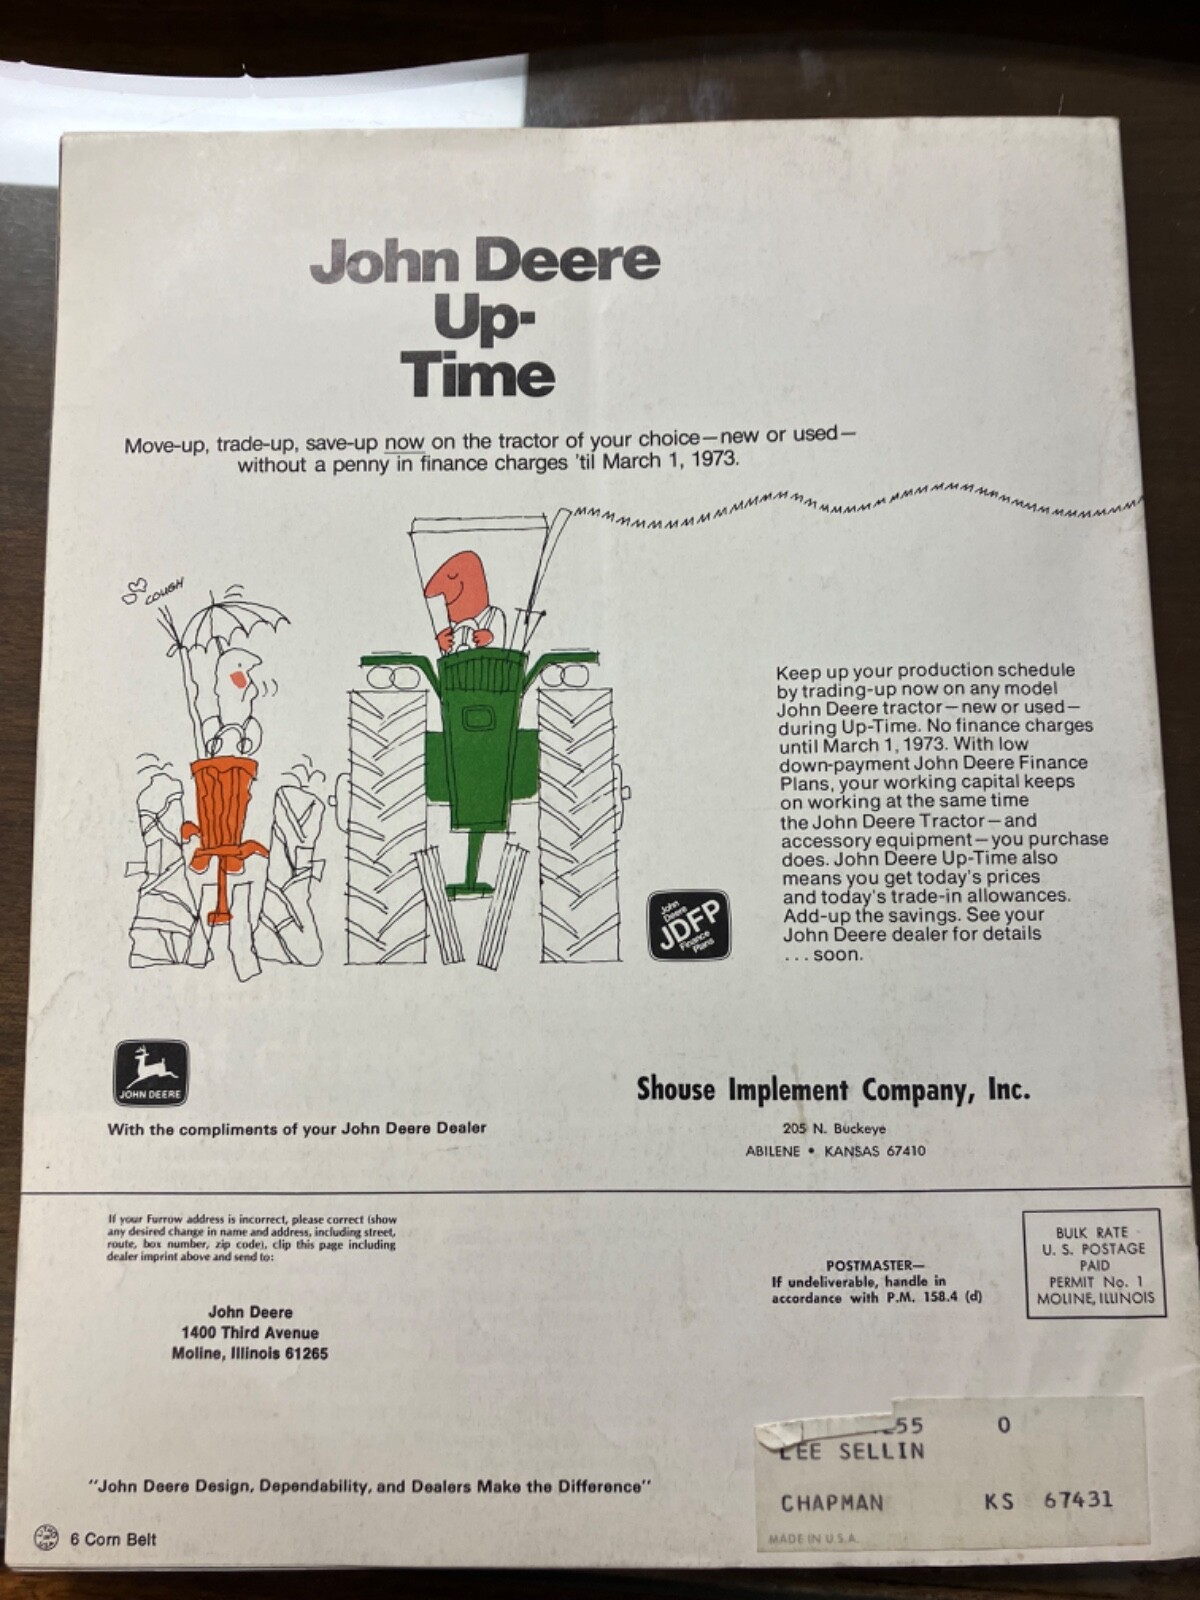 John Deere
Up-
Time
Move-up, trade-up, save-up now on the tractor of your choice—new or used—
without a penny in finance charges 'til March 1, 1973.
COUGH
Keep up your production schedule
by trading-up now on any model
John Deere tractor—new or used—
during Up-Time. No finance charges
until March 1, 1973. With low
down-payment John Deere Finance
Plans, your working capital keeps
on working at the same time
the John Deere Tractor—and
accessory equipment—you purchase
does. John Deere Up-Time also
means you get today's prices
and today's trade-in allowances.
Add-up the savings. See your
John Deere dealer for details
... soon.
John
Deere
JDFP
Finance
Plans
JOHN DEERE
With the compliments of your John Deere Dealer
Shouse Implement Company, Inc.
205 N. Buckeye
ABILENE • KANSAS 67410
If your Furrow address is incorrect, please correct (show
any desired change in name and address, including street,
route, box number, zip code), clip this page including
dealer imprint above and send to:
John Deere
1400 Third Avenue
Moline, Illinois 61265
POSTMASTER—
If undeliverable, handle in
accordance with P.M. 158.4 (d)
BULK RATE
U. S. POSTAGE
PAID
PERMIT No. 1
MOLINE, ILLINOIS
55 0
LEE SELLIN
CHAPMAN KS 67431
MADE IN U.S.A.
"John Deere Design, Dependability, and Dealers Make the Difference"
6 Corn Belt